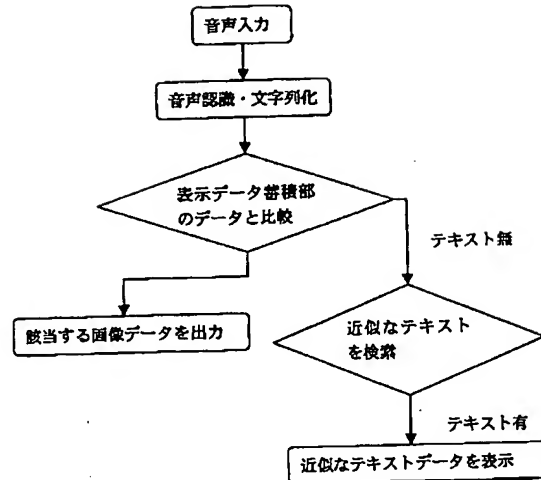 音声入力
音声認識・文字列化
表示データ蓄積部
のデータと比較
テキスト無
該当する画像データを出力
近似なテキスト
を検索
テキスト有
近似なテキストデータを表示